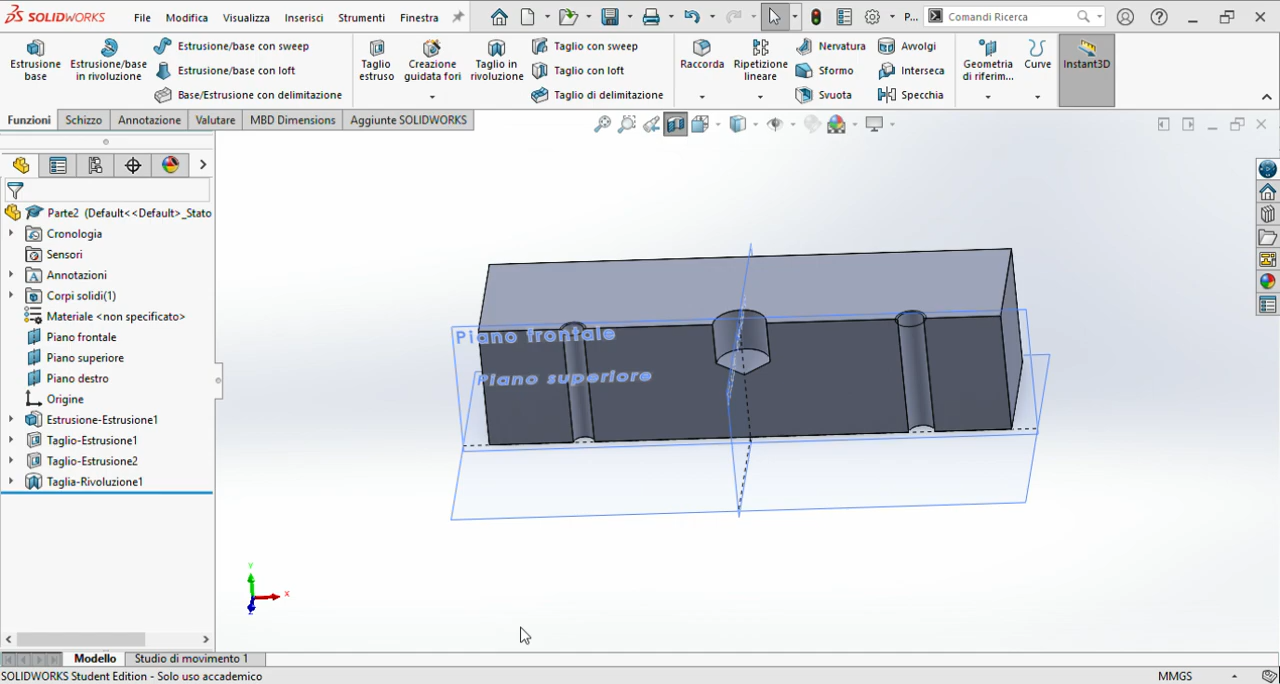 SOLIDWORKS File Modifica Visualizza Inserisci Strumenti Finestra P... Comandi Ricerca
Estrusione base
Estrusione/base in rivoluzione
Estrusione/base con sweep
Estrusione/base con loft
Base/Estrusione con delimitazione
Taglio estruso
Creazione guidata fori
Taglio in rivoluzione
Taglio con sweep
Taglio con loft
Taglio di delimitazione
Raccorda
Ripetizione lineare
Nervatura
Sformo
Svuota
Avvolgi
Interseca
Specchia
Geometria di riferim...
Curve
Instant3D
Funzioni Schizzo Annotazione Valutare MBD Dimensions Aggiunte SOLIDWORKS
Parte2 (Default<<Default>_Stato
Cronologia
Sensori
Annotazioni
Corpi solidi(1)
Materiale <non specificato>
Piano frontale
Piano superiore
Piano destro
Origine
Estrusione-Estrusione1
Taglio-Estrusione1
Taglio-Estrusione2
Taglia-Rivoluzione1
Piano frontale
Piano superiore
Y
X
Z
Modello Studio di movimento 1
SOLIDWORKS Student Edition - Solo uso accademico MMGS